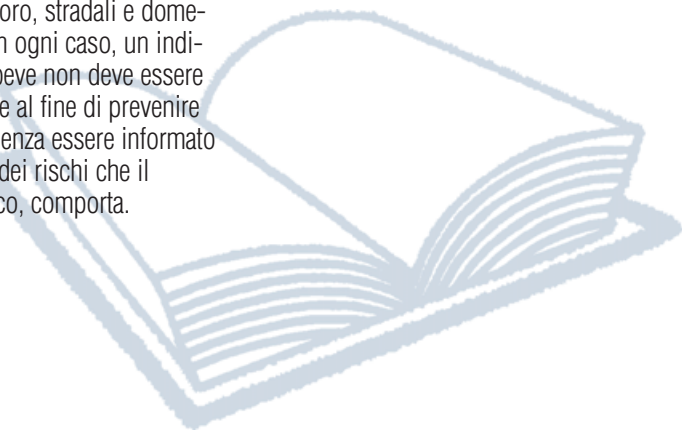 oro, stradali e dome-
n ogni caso, un indi-
beve non deve essere
e al fine di prevenire
enza essere informato
dei rischi che il
co, comporta.